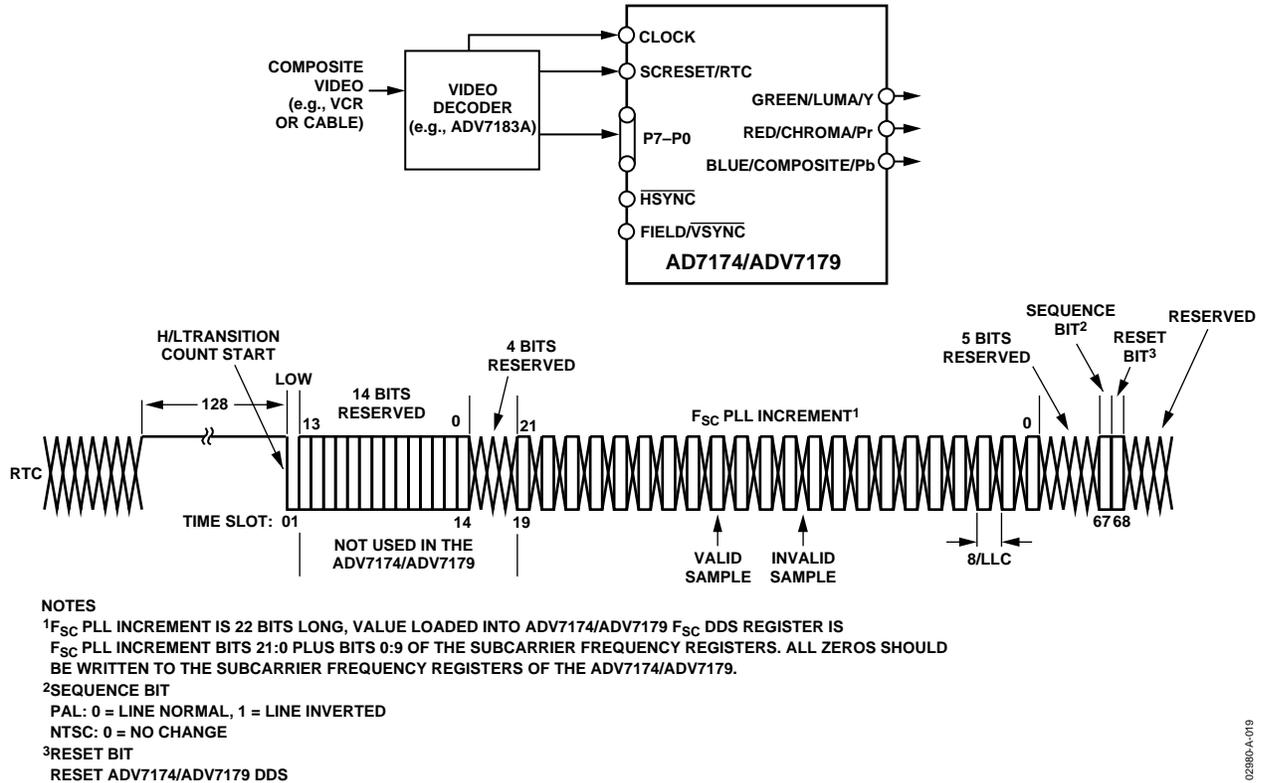 COMPOSITE
VIDEO
(e.g., VCR
OR CABLE)
VIDEO
DECODER
(e.g., ADV7183A)
CLOCK
SCRESET/RTC
P7–P0
HSYNC
FIELD/VSYNC
GREEN/LUMA/Y
RED/CHROMA/Pr
BLUE/COMPOSITE/Pb
AD7174/ADV7179
H/LTRANSITION
COUNT START
LOW
128
13
14 BITS
RESERVED
0
4 BITS
RESERVED
21
FSC PLL INCREMENT1
0
5 BITS
RESERVED
SEQUENCE
BIT2
RESET
BIT3
RESERVED
RTC
TIME SLOT: 01
14
19
67 68
NOT USED IN THE
ADV7174/ADV7179
VALID
SAMPLE
INVALID
SAMPLE
8/LLC
NOTES
1FSC PLL INCREMENT IS 22 BITS LONG, VALUE LOADED INTO ADV7174/ADV7179 FSC DDS REGISTER IS
FSC PLL INCREMENT BITS 21:0 PLUS BITS 0:9 OF THE SUBCARRIER FREQUENCY REGISTERS. ALL ZEROS SHOULD
BE WRITTEN TO THE SUBCARRIER FREQUENCY REGISTERS OF THE ADV7174/ADV7179.
2SEQUENCE BIT
PAL: 0 = LINE NORMAL, 1 = LINE INVERTED
NTSC: 0 = NO CHANGE
3RESET BIT
RESET ADV7174/ADV7179 DDS
02980-A-019